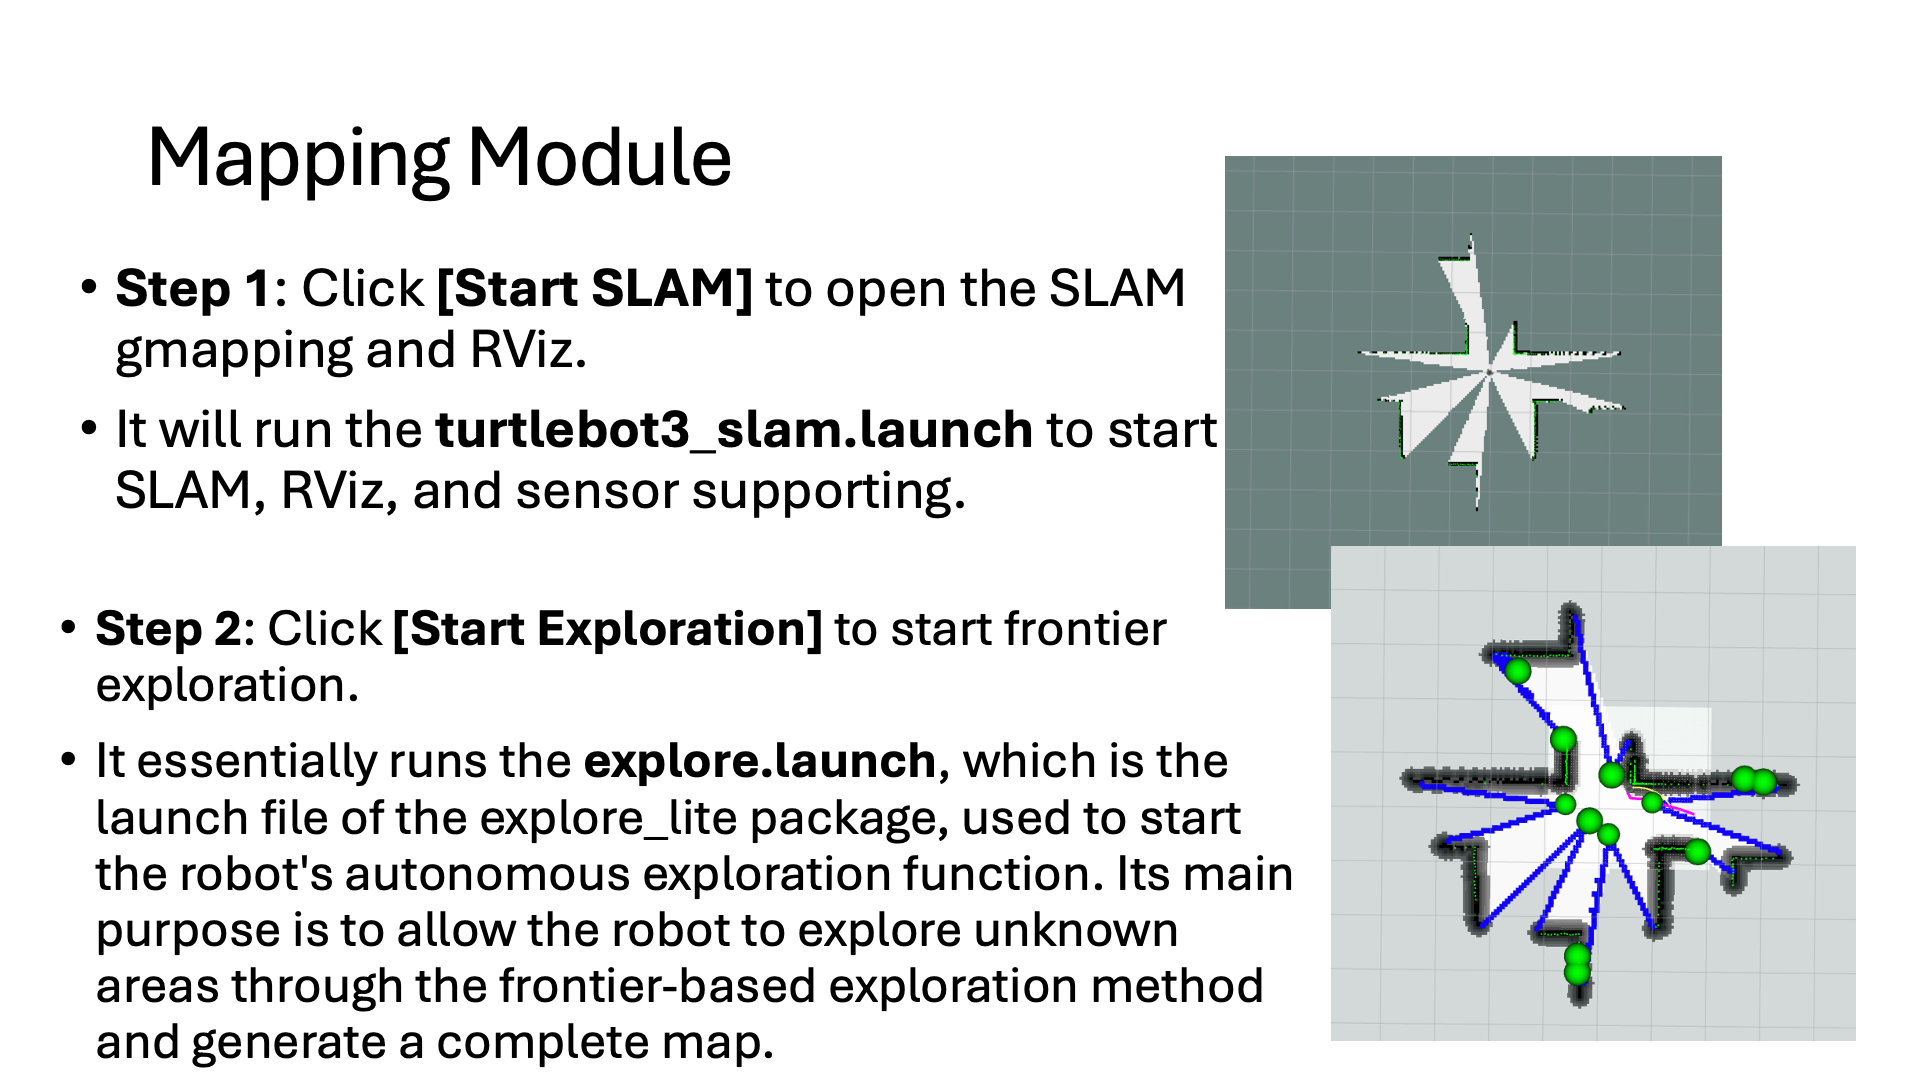 Mapping Module
• Step 1: Click [Start SLAM] to open the SLAM
gmapping and RViz.
• It will run the turtlebot3_slam.launch to start
SLAM, RViz, and sensor supporting.
• Step 2: Click [Start Exploration] to start frontier
exploration.
• It essentially runs the explore.launch, which is the
launch file of the explore_lite package, used to start
the robot's autonomous exploration function. Its main
purpose is to allow the robot to explore unknown
areas through the frontier-based exploration method
and generate a complete map.